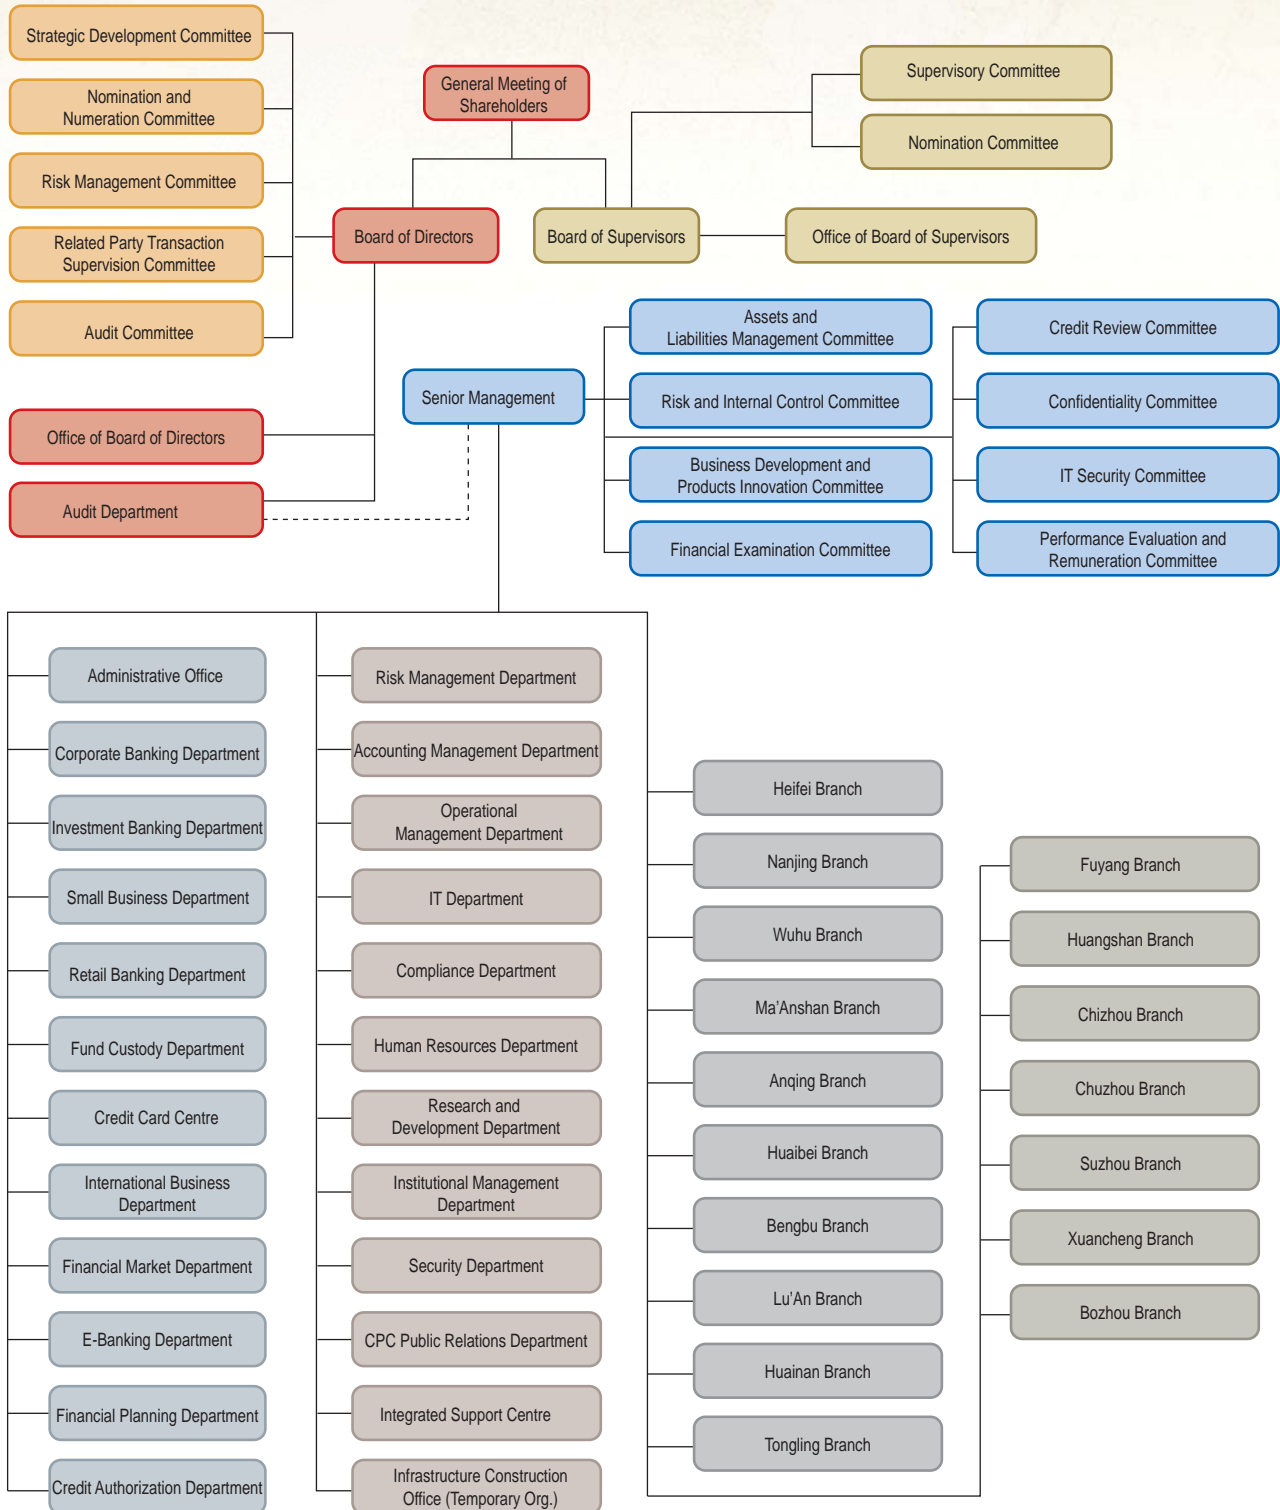 Strategic Development Committee
Nomination and
Numeration Committee
Risk Management Committee
Related Party Transaction
Supervision Committee
Audit Committee
General Meeting of
Shareholders
Supervisory Committee
Nomination Committee
Board of Directors
Board of Supervisors
Office of Board of Supervisors
Office of Board of Directors
Audit Department
Senior Management
Assets and
Liabilities Management Committee
Risk and Internal Control Committee
Business Development and
Products Innovation Committee
Financial Examination Committee
Credit Review Committee
Confidentiality Committee
IT Security Committee
Performance Evaluation and
Remuneration Committee
Administrative Office
Corporate Banking Department
Investment Banking Department
Small Business Department
Retail Banking Department
Fund Custody Department
Credit Card Centre
International Business
Department
Financial Market Department
E-Banking Department
Financial Planning Department
Credit Authorization Department
Risk Management Department
Accounting Management Department
Operational
Management Department
IT Department
Compliance Department
Human Resources Department
Research and
Development Department
Institutional Management
Department
Security Department
CPC Public Relations Department
Integrated Support Centre
Infrastructure Construction
Office (Temporary Org.)
Heifei Branch
Nanjing Branch
Wuhu Branch
Ma’Anshan Branch
Anqing Branch
Huaibei Branch
Bengbu Branch
Lu’An Branch
Huainan Branch
Tongling Branch
Fuyang Branch
Huangshan Branch
Chizhou Branch
Chuzhou Branch
Suzhou Branch
Xuancheng Branch
Bozhou Branch